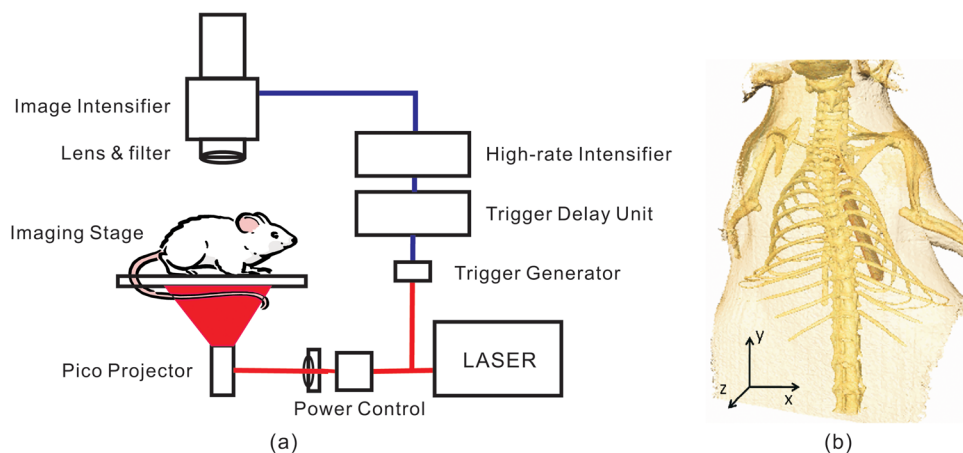 Image Intensifier
Lens & filter
High-rate Intensifier
Trigger Delay Unit
Imaging Stage
Trigger Generator
LASER
Pico Projector
Power Control
(a)
y
z
x
(b)